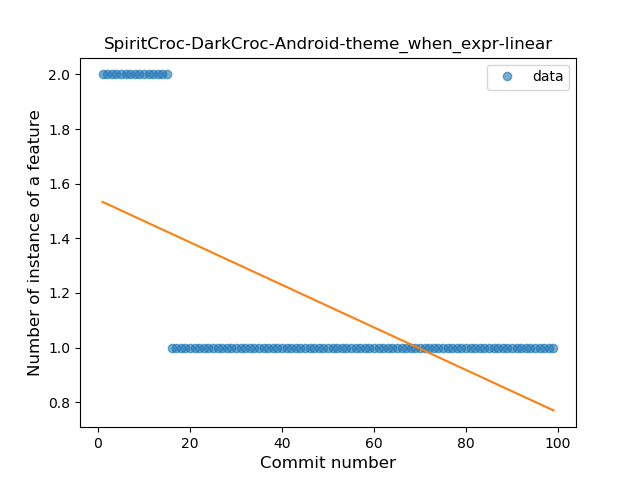 SpiritCroc-DarkCroc-Android-theme_when_expr-linear
data
Number of instance of a feature
2.0
1.8
1.6
1.4
1.2
1.0
0.8
0 20 40 60 80 100
Commit number